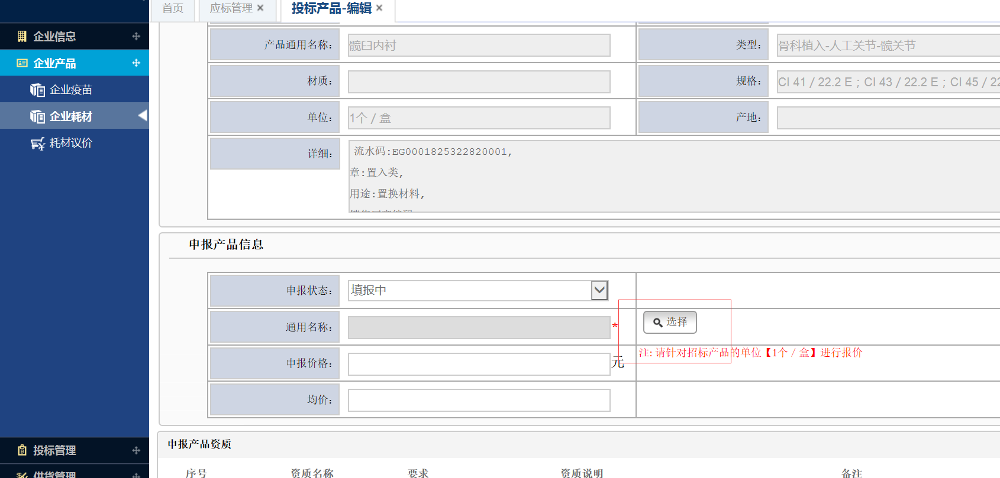 首页
应标管理
投标产品-编辑
企业信息
企业产品
企业疫苗
企业耗材
耗材议价
投标管理
供货管理
产品通用名称：
髋臼内衬
类型：
骨科植入-人工关节-髋关节
材质：
规格：
CI 41 / 22.2 E；CI 43 / 22.2 E；CI 45 / 22
单位：
1个 / 盒
产地：
详细：
流水码:EG0001825322820001,
章:置入类,
用途:置换材料,
申报产品信息
申报状态：
填报中
通用名称：
*
选择
申报价格：
元
注: 请针对招标产品的单位【1个 / 盒】进行报价
均价：
申报产品资质
序号 资质名称 要求 资质说明 备注